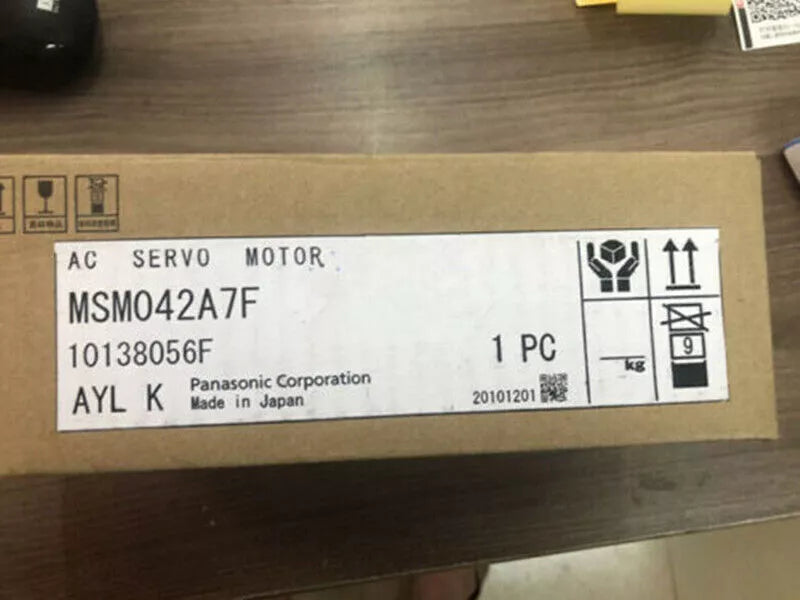 AC SERVO MOTOR
MSM042A7F
10138056F
1 PC
AYL K
Panasonic Corporation
Made in Japan
20101201
kg
9